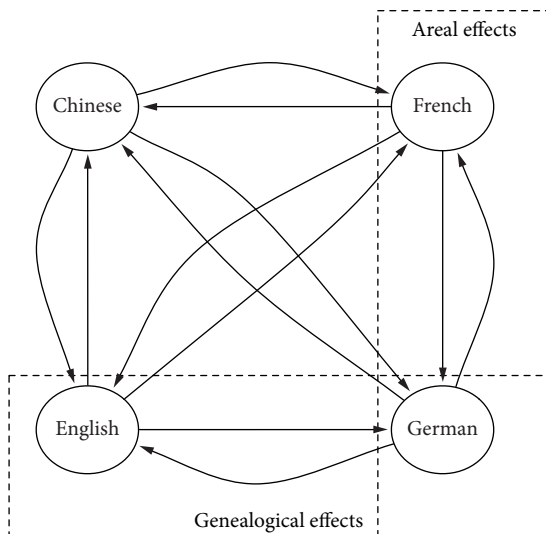 Areal effects
Chinese
French
English
German
Genealogical effects